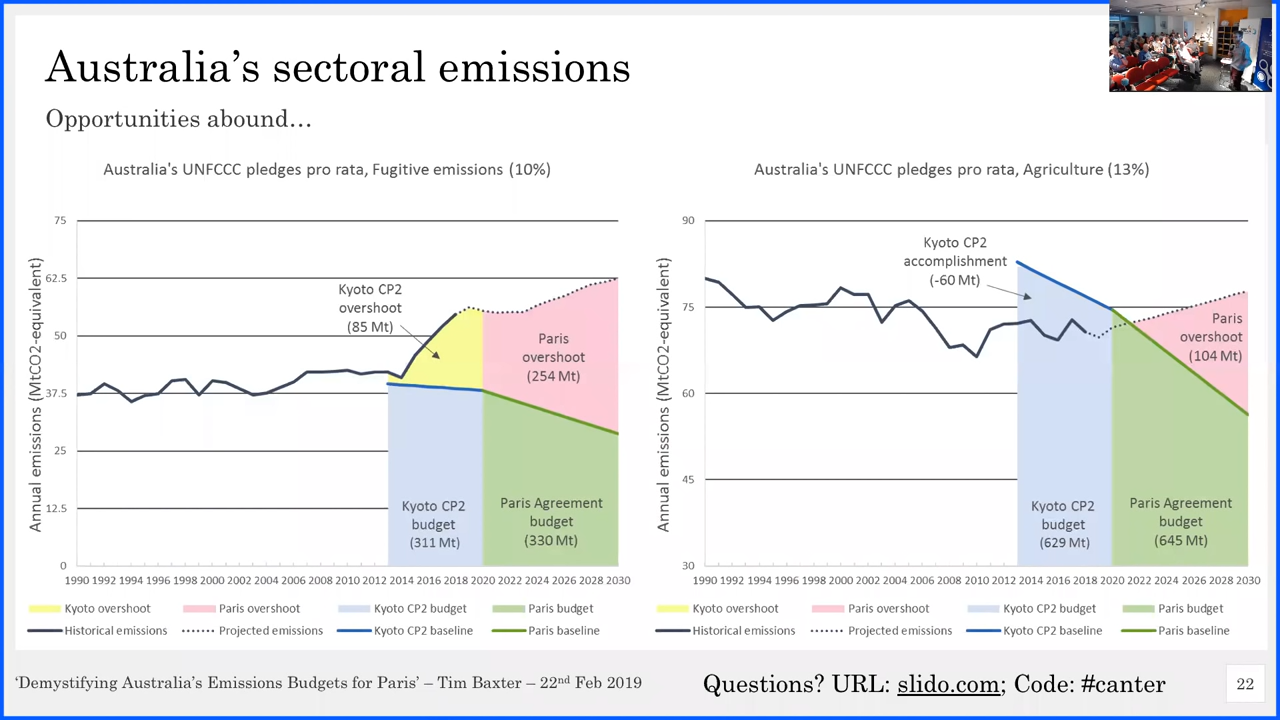 Australia’s sectoral emissions
Opportunities abound…
Australia's UNFCCC pledges pro rata, Fugitive emissions (10%)
Annual emissions (MtCO2-equivalent)
75
62.5
50
37.5
25
12.5
0
Kyoto CP2
overshoot
(85 Mt)
Paris
overshoot
(254 Mt)
Kyoto CP2
budget
(311 Mt)
Paris Agreement
budget
(330 Mt)
1990 1992 1994 1996 1998 2000 2002 2004 2006 2008 2010 2012 2014 2016 2018 2020 2022 2024 2026 2028 2030
Kyoto overshoot Paris overshoot Kyoto CP2 budget Paris budget
Historical emissions Projected emissions Kyoto CP2 baseline Paris baseline
Australia's UNFCCC pledges pro rata, Agriculture (13%)
Annual emissions (MtCO2-equivalent)
90
75
60
45
30
Kyoto CP2
accomplishment
(-60 Mt)
Paris
overshoot
(104 Mt)
Kyoto CP2
budget
(629 Mt)
Paris Agreement
budget
(645 Mt)
1990 1992 1994 1996 1998 2000 2002 2004 2006 2008 2010 2012 2014 2016 2018 2020 2022 2024 2026 2028 2030
Kyoto overshoot Paris overshoot Kyoto CP2 budget Paris budget
Historical emissions Projected emissions Kyoto CP2 baseline Paris baseline
‘Demystifying Australia’s Emissions Budgets for Paris’ – Tim Baxter – 22nd Feb 2019
Questions? URL: slido.com; Code: #canter
22